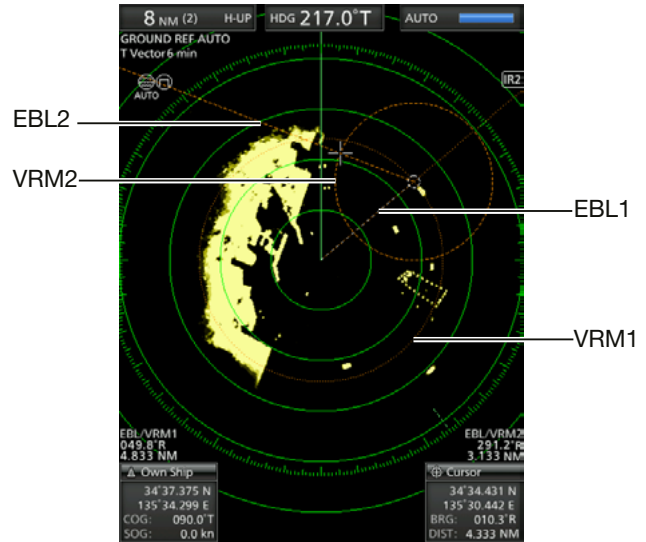 8 NM (2) H-UP HDG 217.0°T AUTO
GROUND REF AUTO
T Vector 6 min
AUTO
IR2
EBL2
VRM2
EBL1
VRM1
EBL/VRM1
049.8°R
4.833 NM
EBL/VRM2
291.2°R
3.133 NM
Own Ship
34°37.375 N
135°34.299 E
COG: 090.0°T
SOG: 0.0 kn
Cursor
34°34.431 N
135°30.442 E
BRG: 010.3°R
DIST: 4.333 NM